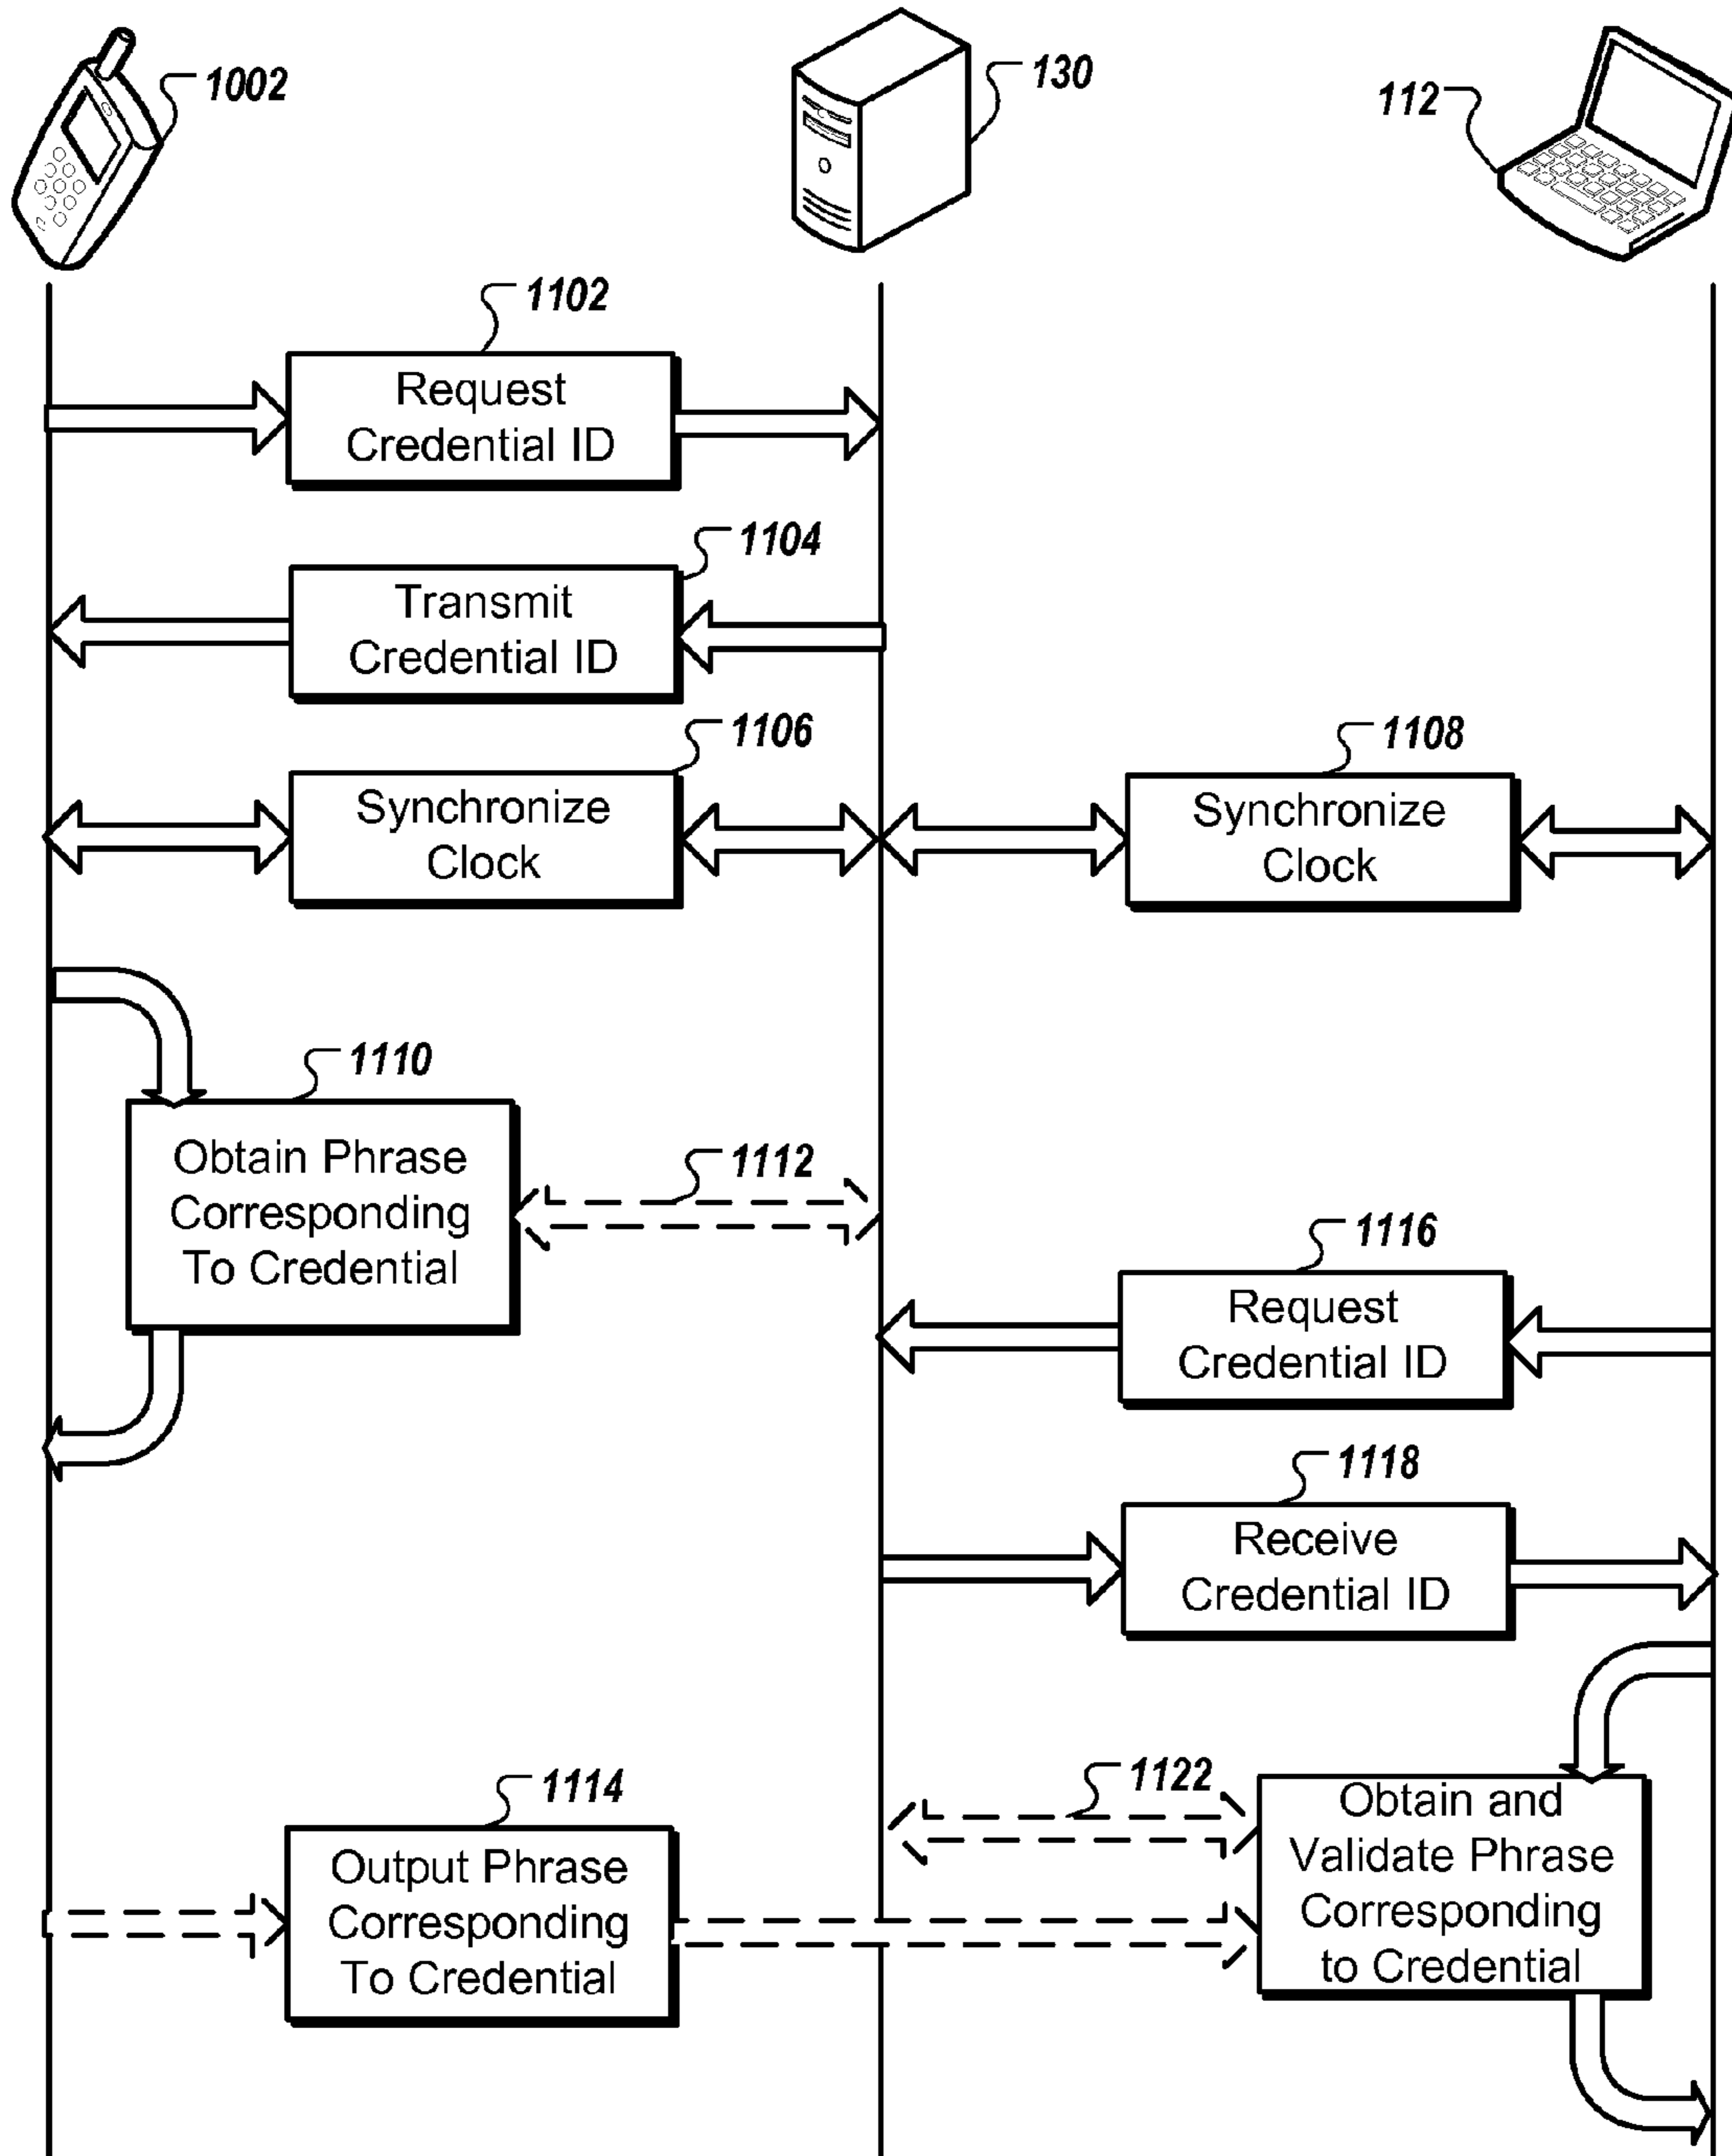 1002
130
112
1102
Request
Credential ID
1104
Transmit
Credential ID
1106
Synchronize
Clock
1108
Synchronize
Clock
1110
Obtain Phrase
Corresponding
To Credential
1112
1116
Request
Credential ID
1118
Receive
Credential ID
1114
Output Phrase
Corresponding
To Credential
1122
Obtain and
Validate Phrase
Corresponding
to Credential